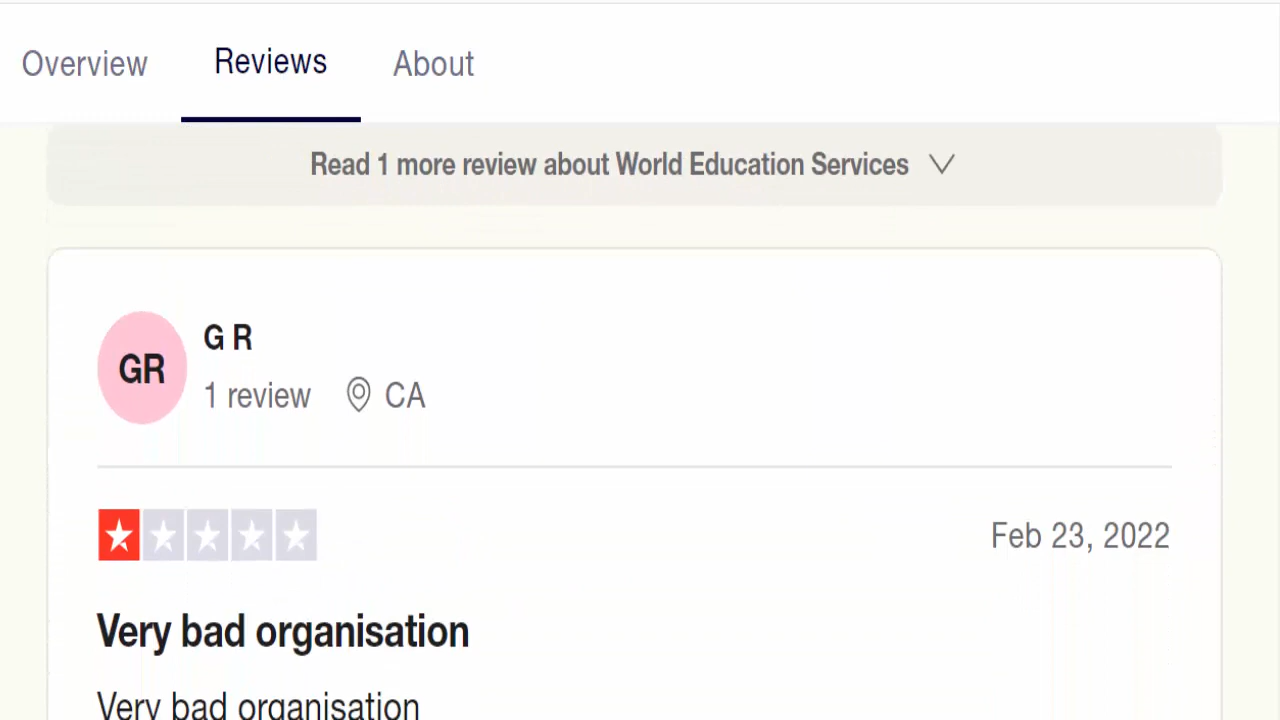 Overview Reviews About
Read 1 more review about World Education Services
GR
G R
1 review CA
Feb 23, 2022
Very bad organisation
Very bad organisation